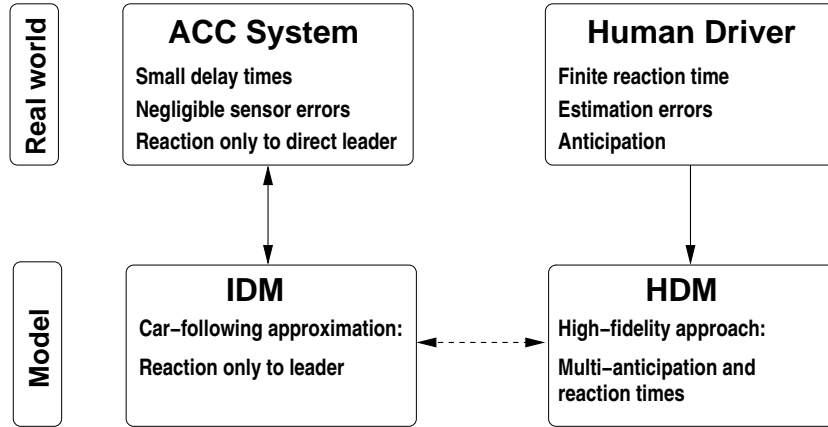 Real world
ACC System
Small delay times
Negligible sensor errors
Reaction only to direct leader
Human Driver
Finite reaction time
Estimation errors
Anticipation
Model
IDM
Car−following approximation:
Reaction only to leader
HDM
High−fidelity approach:
Multi−anticipation and
reaction times